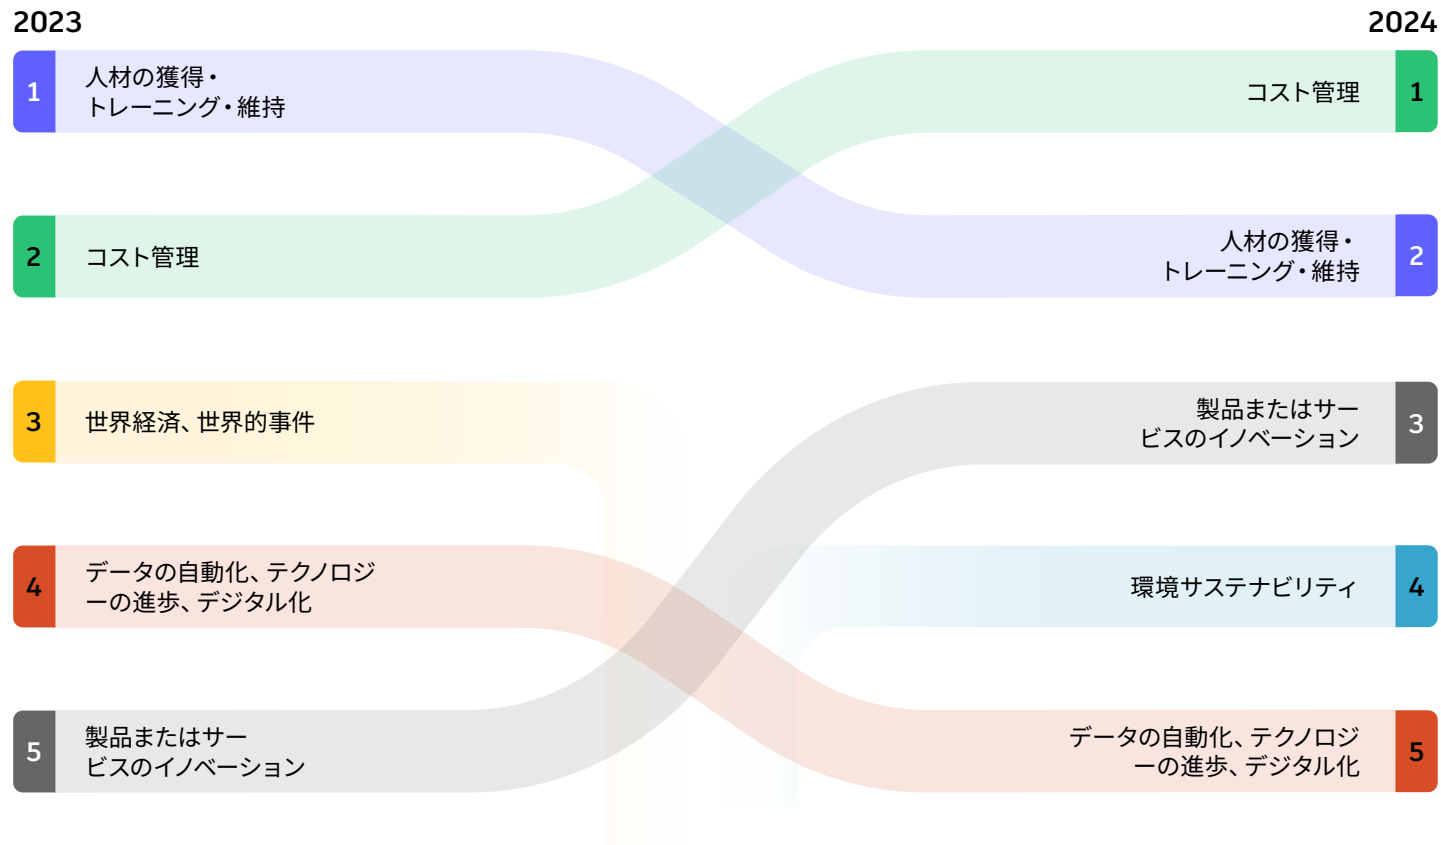 2023
2024
1
人材の獲得・
トレーニング・維持
コスト管理
1
2
コスト管理
人材の獲得・
トレーニング・維持
2
3
世界経済、世界的事件
製品またはサー
ビスのイノベーション
3
4
データの自動化、テクノロジ
ーの進歩、デジタル化
環境サステナビリティ
4
5
製品またはサー
ビスのイノベーション
データの自動化、テクノロジ
ーの進歩、デジタル化
5